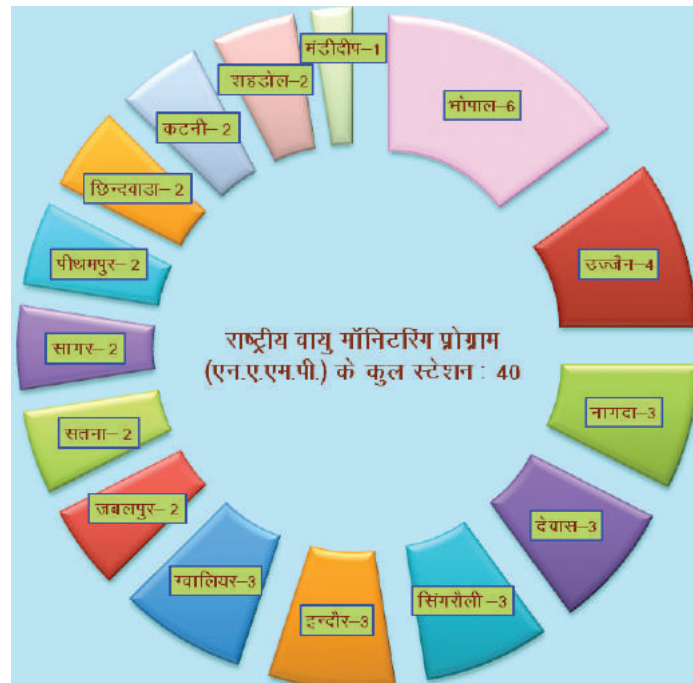 मंडीदीप–1
भोपाल–6
उज्जैन–4
नागदा–3
देवास–3
सिंगरौली–3
इन्दौर–3
ग्वालियर–3
जबलपुर–2
सतना–2
सागर–2
पीथमपुर–2
छिन्दवाडा–2
कटनी–2
शहडोल–2
राष्ट्रीय वायु मॉनिटरिंग प्रोग्राम
(एन.ए.एम.पी.) के कुल स्टेशन : 40